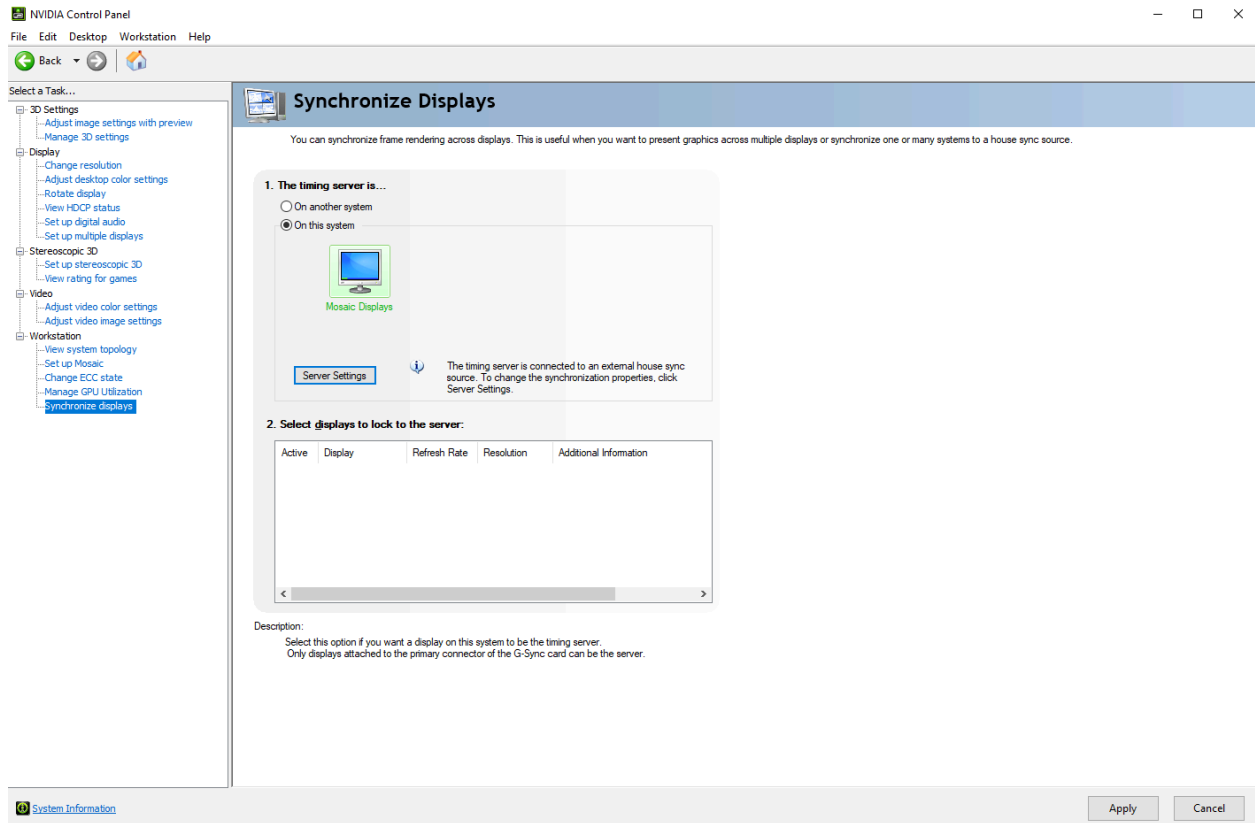 NVIDIA Control Panel
File Edit Desktop Workstation Help
Back
Select a Task...
3D Settings
Adjust image settings with preview
Manage 3D settings
Display
Change resolution
Adjust desktop color settings
Rotate display
View HDCP status
Set up digital audio
Set up multiple displays
Stereoscopic 3D
Set up stereoscopic 3D
View rating for games
Video
Adjust video color settings
Adjust video image settings
Workstation
View system topology
Set up Mosaic
Change ECC state
Manage GPU Utilization
Synchronize displays
System Information
Synchronize Displays
You can synchronize frame rendering across displays. This is useful when you want to present graphics across multiple displays or synchronize one or many systems to a house sync source.
1. The timing server is...
On another system
On this system
Mosaic Displays
Server Settings
The timing server is connected to an external house sync
source. To change the synchronization properties, click
Server Settings.
2. Select displays to lock to the server:
Active Display Refresh Rate Resolution Additional Information
Description:
Select this option if you want a display on this system to be the timing server.
Only displays attached to the primary connector of the G-Sync card can be the server.
Apply Cancel